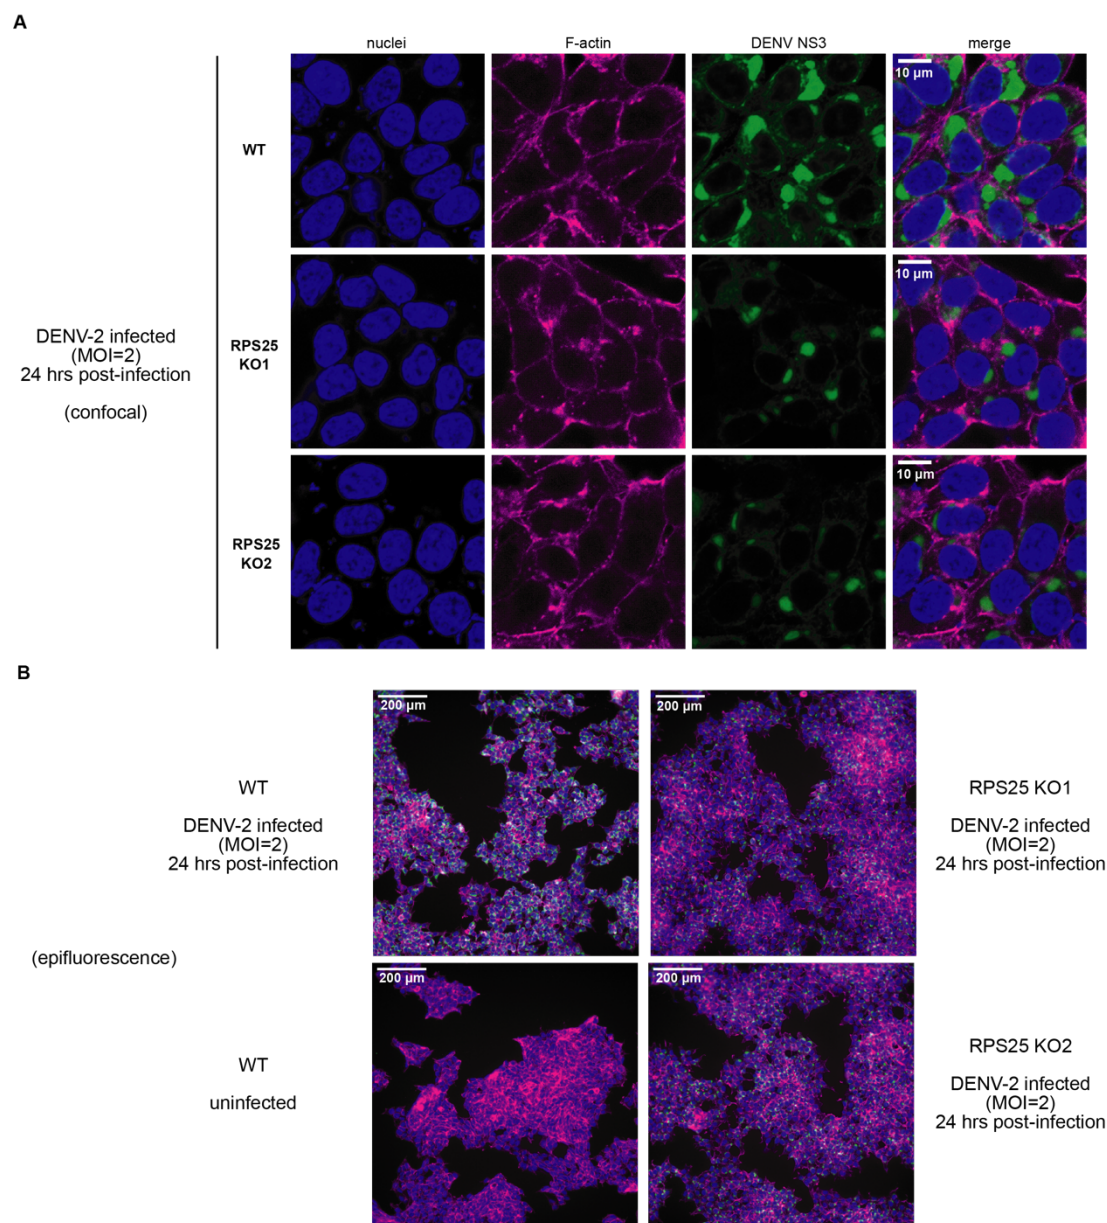 A
nuclei F-actin DENV NS3 merge
10 µm
WT
10 µm
RPS25
KO1
DENV-2 infected
(MOI=2)
24 hrs post-infection
(confocal)
10 µm
RPS25
KO2
B
200 µm
200 µm
WT
DENV-2 infected
(MOI=2)
24 hrs post-infection
RPS25 KO1
DENV-2 infected
(MOI=2)
24 hrs post-infection
(epifluorescence)
200 µm
200 µm
WT
uninfected
RPS25 KO2
DENV-2 infected
(MOI=2)
24 hrs post-infection